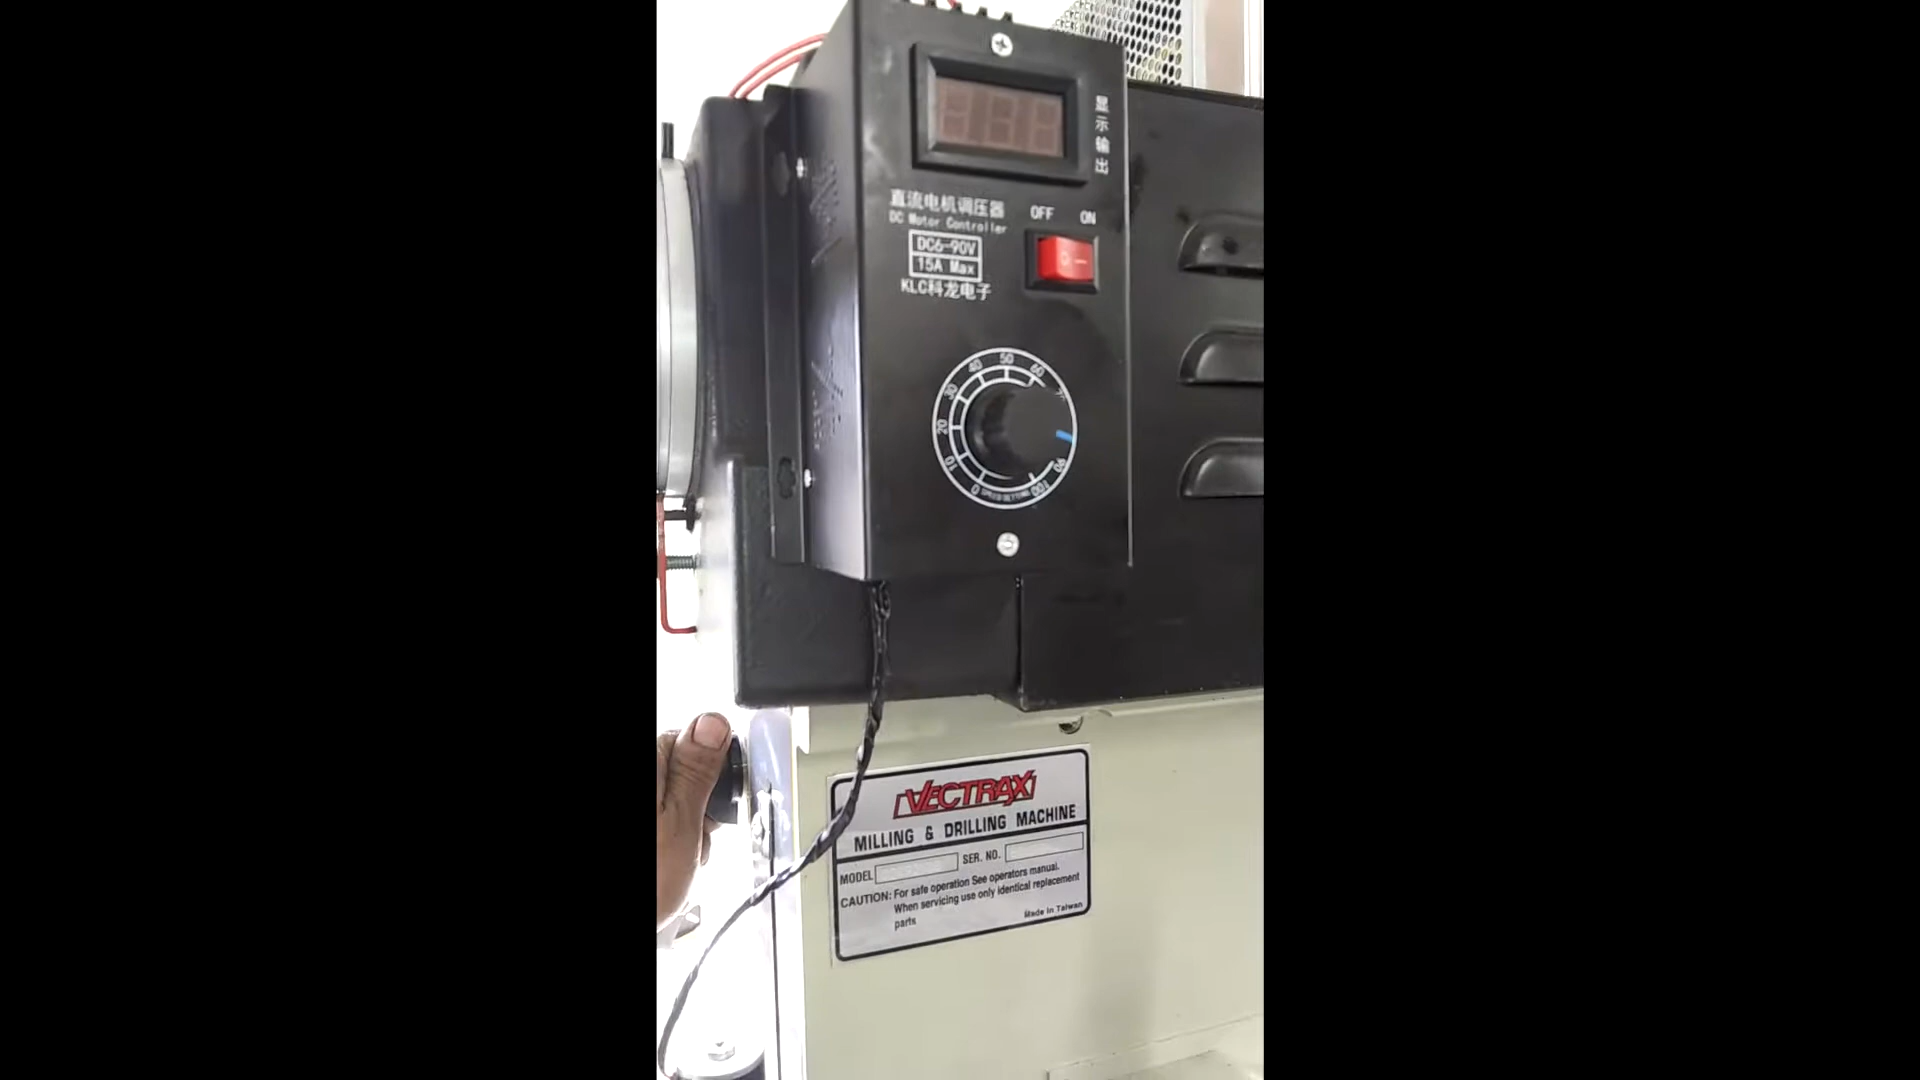 显示输出
直流电机调压器
DC Motor Controller
OFF ON
DC6-90V
15A Max
KLC科龙电子
0 10 20 30 40 50 60 90 100
SPEED SETTING
VECTRAX
MILLING & DRILLING MACHINE
MODEL SER. NO.
CAUTION: For safe operation See operators manual.
When servicing use only identical replacement
parts
Made in Taiwan